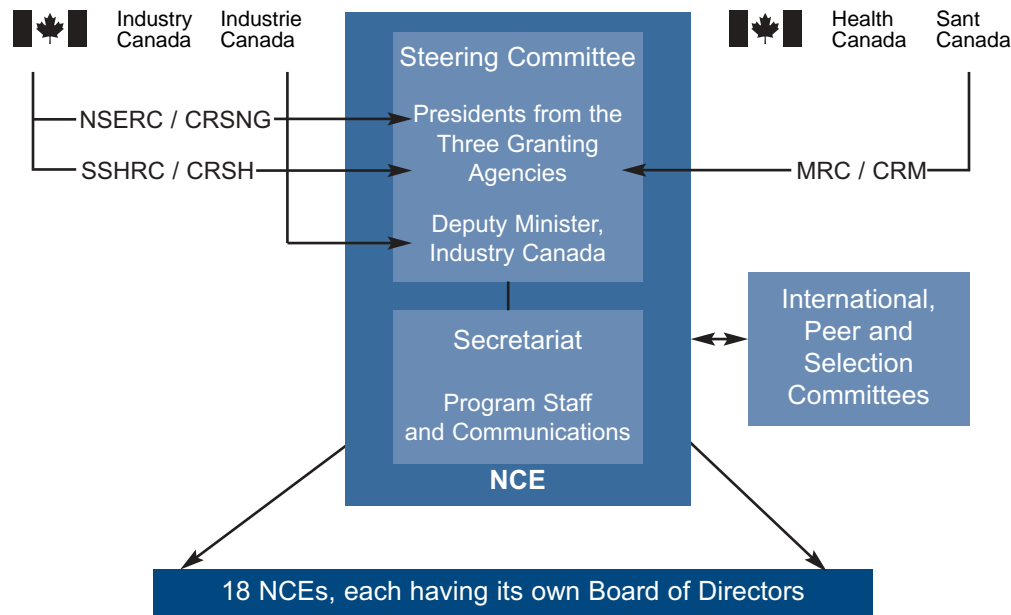 Industry Canada
Industrie Canada
Health Canada
Sant Canada
Steering Committee
Presidents from the
Three Granting
Agencies
Deputy Minister,
Industry Canada
NSERC / CRSNG
SSHRC / CRSH
MRC / CRM
Secretariat
Program Staff
and Communications
NCE
International,
Peer and
Selection
Committees
18 NCEs, each having its own Board of Directors